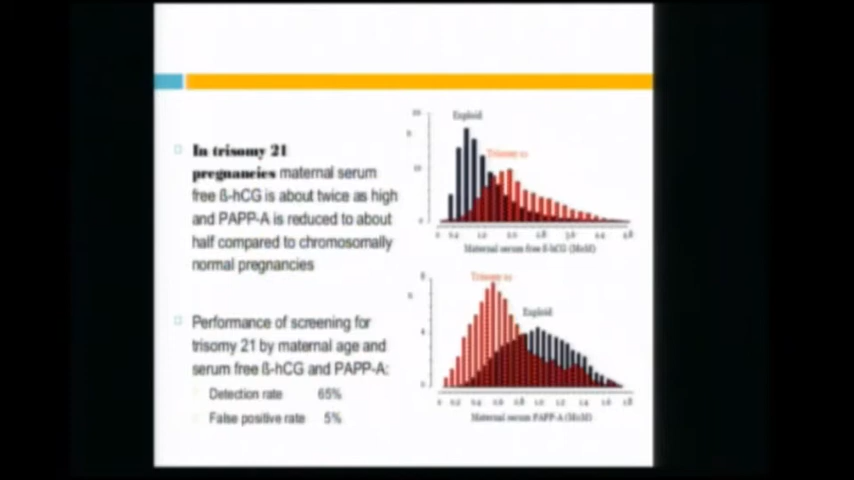 In trisomy 21
pregnancies maternal serum
free ß-hCG is about twice as high
and PAPP-A is reduced to about
half compared to chromosomally
normal pregnancies
Performance of screening for
trisomy 21 by maternal age and
serum free ß-hCG and PAPP-A:
Detection rate 65%
False positive rate 5%
Euploid
Trisomy 21
Maternal serum free ß-hCG (MoM)
Trisomy 21
Euploid
Maternal serum PAPP-A (MoM)